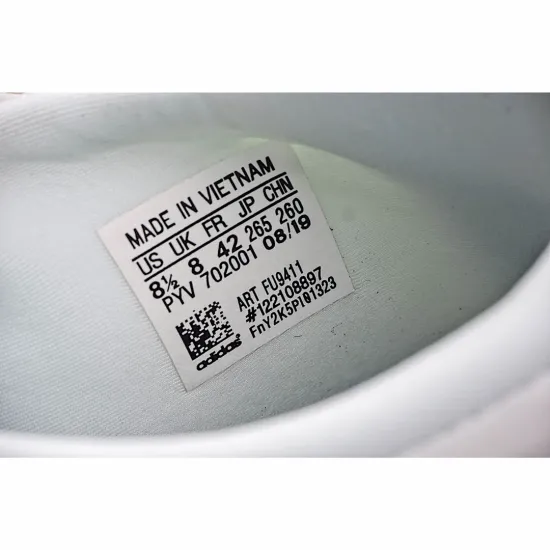 MADE IN VIETNAM
US UK FR JP CHN
8½ 8 42 265 260
PYV 702001 08/19
ART FU9411
#122108897
FnY2K5PI01323
adidas